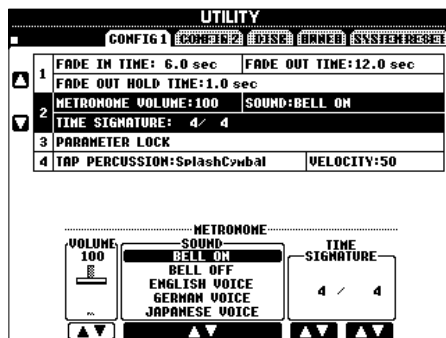 UTILITY
CONFIG 1 CONFIG 2 DISK OWNED SYSTEM RESET
1 FADE IN TIME: 6.0 sec FADE OUT TIME:12.0 sec
FADE OUT HOLD TIME:1.0 sec
2 METRONOME VOLUME:100 SOUND:BELL ON
TIME SIGNATURE: 4/ 4
3 PARAMETER LOCK
4 TAP PERCUSSION:SplashCymbal VELOCITY:50
METRONOME
VOLUME SOUND TIME SIGNATURE
100 BELL ON
BELL OFF
ENGLISH VOICE
GERMAN VOICE 4 / 4
JAPANESE VOICE